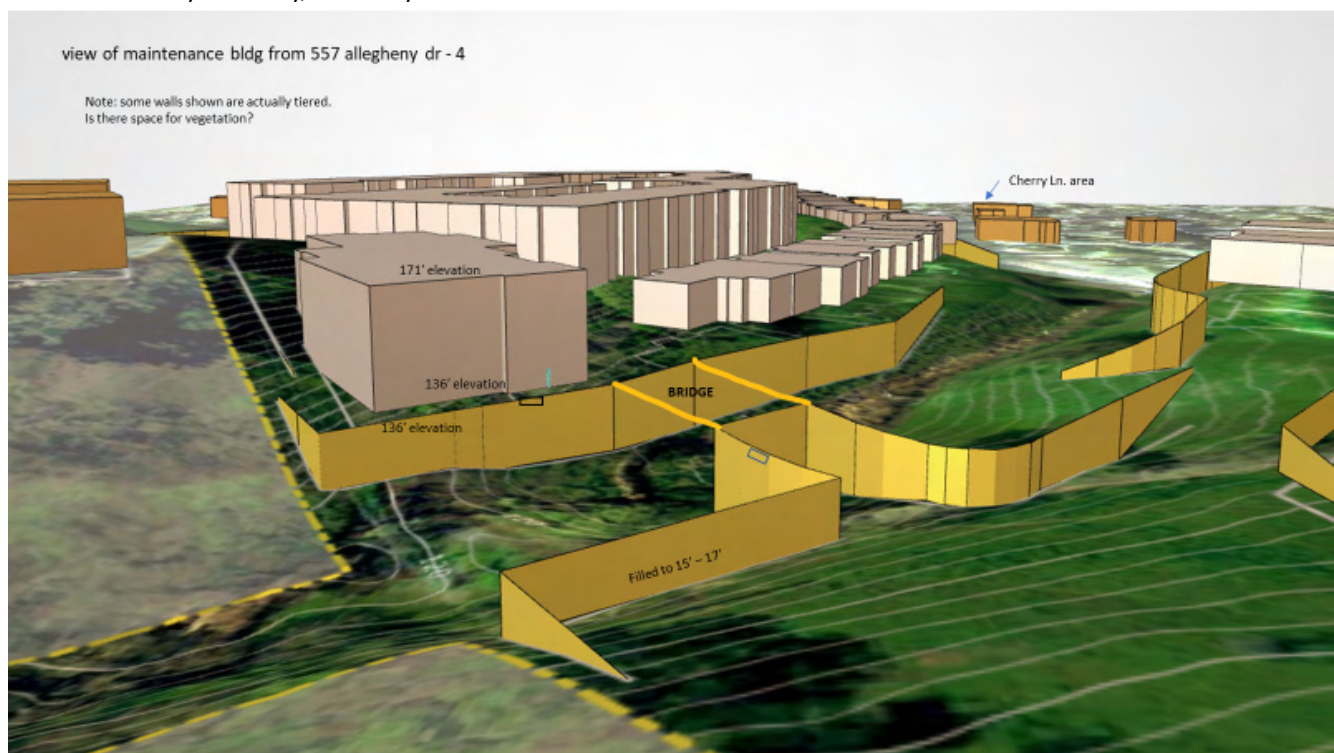 view of maintenance bldg from 557 allegheny dr - 4
Note: some walls shown are actually tiered.
Is there space for vegetation?
Cherry Ln. area
171' elevation
136' elevation
BRIDGE
136' elevation
Filled to 15' – 17'